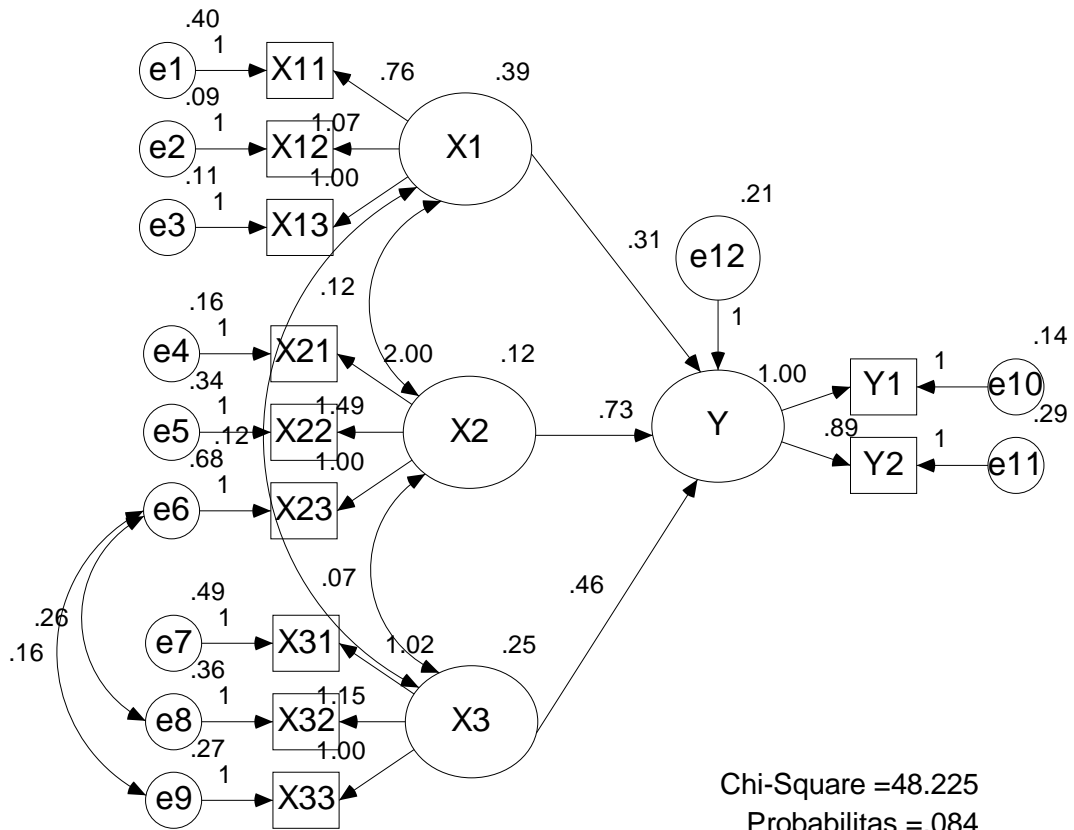 .40
1
e1 X11 .76 .39
.09
1
e2 X12 1.07 X1
.11 1.00
1 .21
e3 X13 .31 e12
.12
.16
1 1
e4 X21 2.00 .12 .14
.34 1.00 Y1 1 e10
1 1.49 .73 Y .29
e5 X22 .12 X2 .89
.68 1.00 Y2 1 e11
1
e6 X23
.07 .46
.49
.26 1
.16 e7 X31 1.02 .25
.36
1 1.15
e8 X32 X3
.27 1.00
1
e9 X33
Chi-Square =48.225
Probabilitas =.084